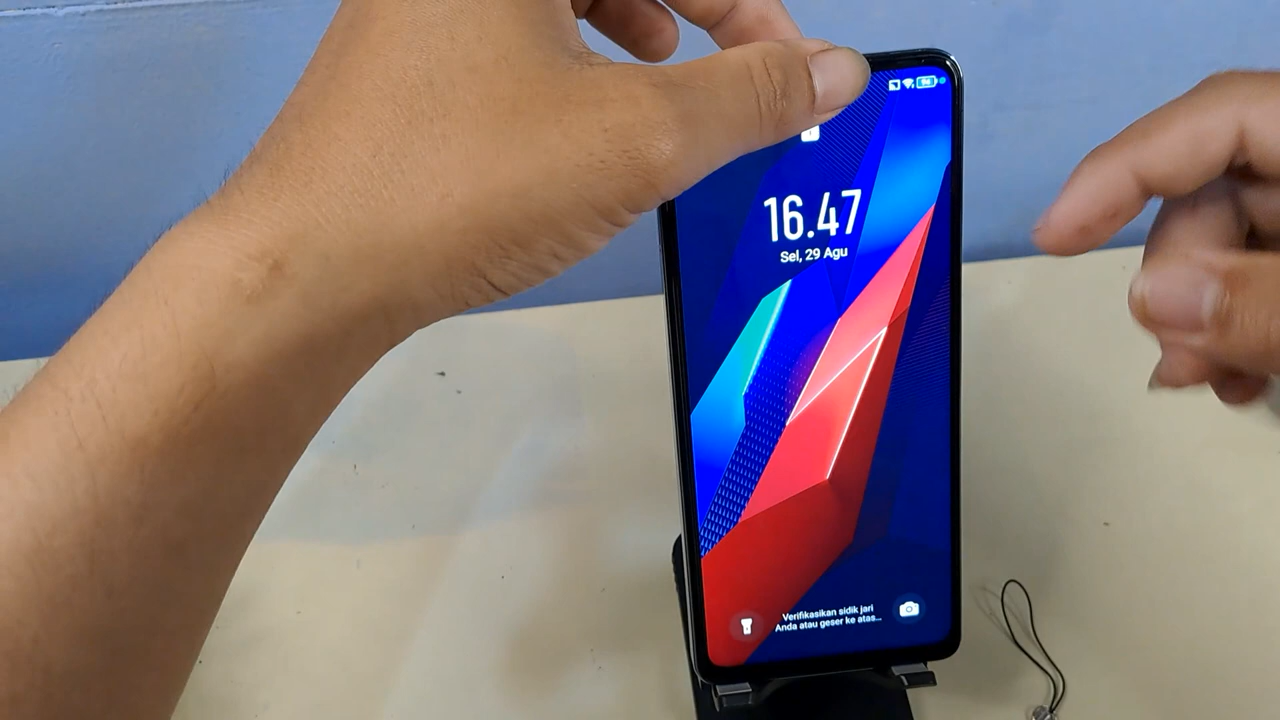 16.47
Sel, 29 Agu
Verifikasikan sidik jari
Anda atau geser ke atas...